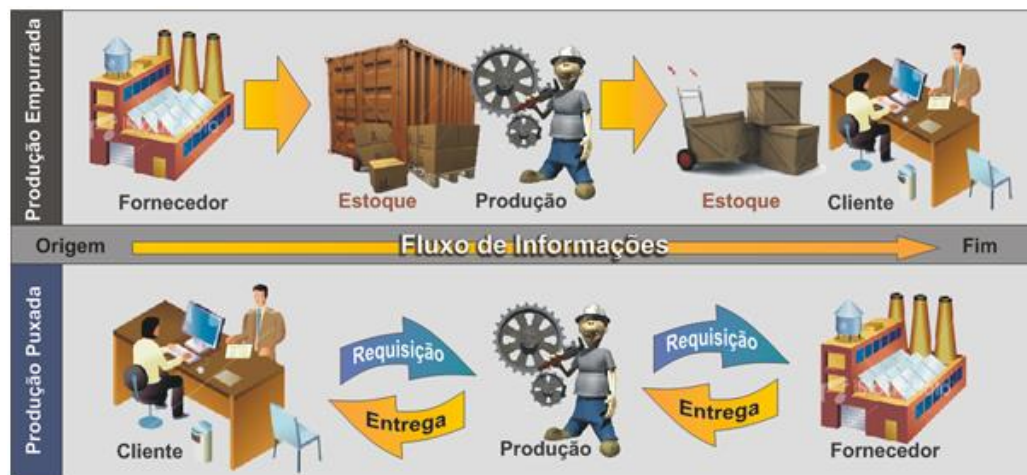 Produção Empurrada
Fornecedor
Estoque
Produção
Estoque
Cliente
Origem
Fluxo de Informações
Fim
Produção Puxada
Requisição
Requisição
Entrega
Entrega
Cliente
Produção
Fornecedor